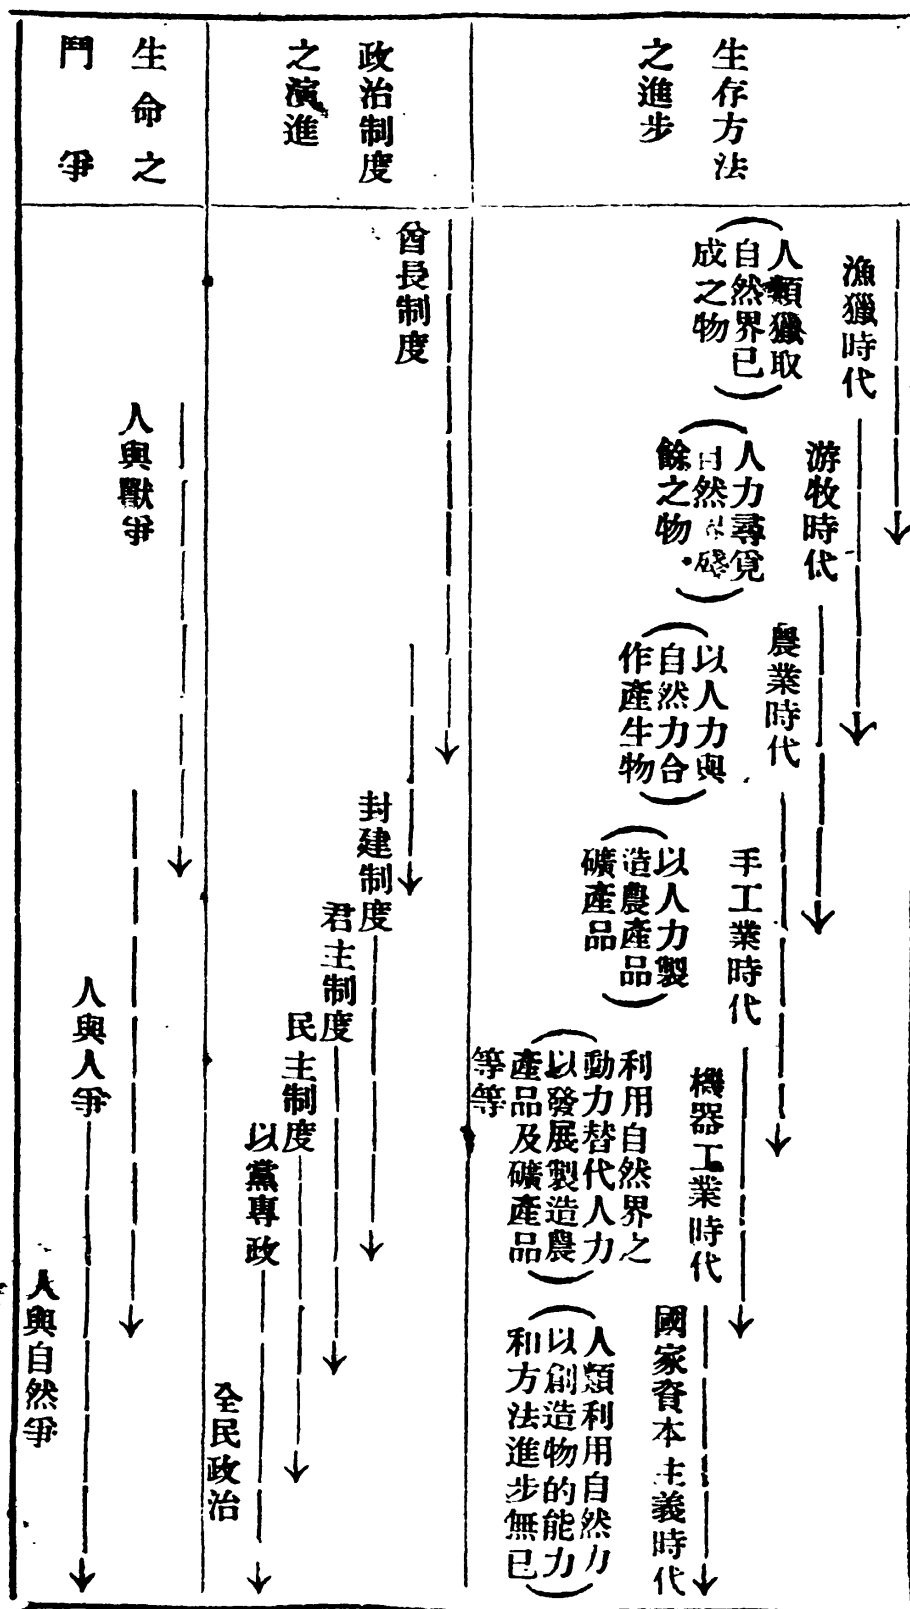 生存方法
之進步
漁獵時代
人類獵取
自然界已
成之物
游牧時代
人力尋覓
自然界殘
餘之物
農業時代
以人力與
自然力合
作產生物
手工業時代
以人力製
造農產品
礦產品
機器工業時代
利用自然界之
動力替代人力
以發展製造農
產品及礦產品
等等
國家資本主義時代
人類利用自然力
以創造物的能力
和方法進步無已
政治制度
之演進
酋長制度
封建制度
君主制度
民主制度
以黨專政
全民政治
生命之
鬥爭
人與獸爭
人與人爭
人與自然爭